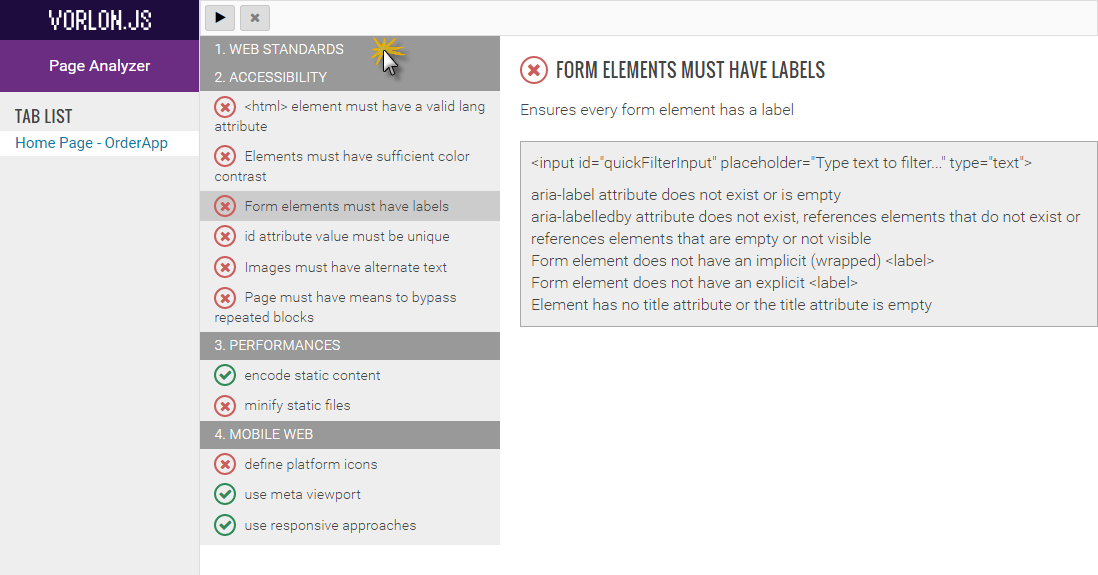 VORLON.JS
Page Analyzer
TAB LIST
Home Page - OrderApp
1. WEB STANDARDS
2. ACCESSIBILITY
<html> element must have a valid lang
attribute
Elements must have sufficient color
contrast
Form elements must have labels
id attribute value must be unique
Images must have alternate text
Page must have means to bypass
repeated blocks
3. PERFORMANCES
encode static content
minify static files
4. MOBILE WEB
define platform icons
use meta viewport
use responsive approaches
FORM ELEMENTS MUST HAVE LABELS
Ensures every form element has a label
<input id="quickFilterInput" placeholder="Type text to filter..." type="text">
aria-label attribute does not exist or is empty
aria-labelledby attribute does not exist, references elements that do not exist or
references elements that are empty or not visible
Form element does not have an implicit (wrapped) <label>
Form element does not have an explicit <label>
Element has no title attribute or the title attribute is empty